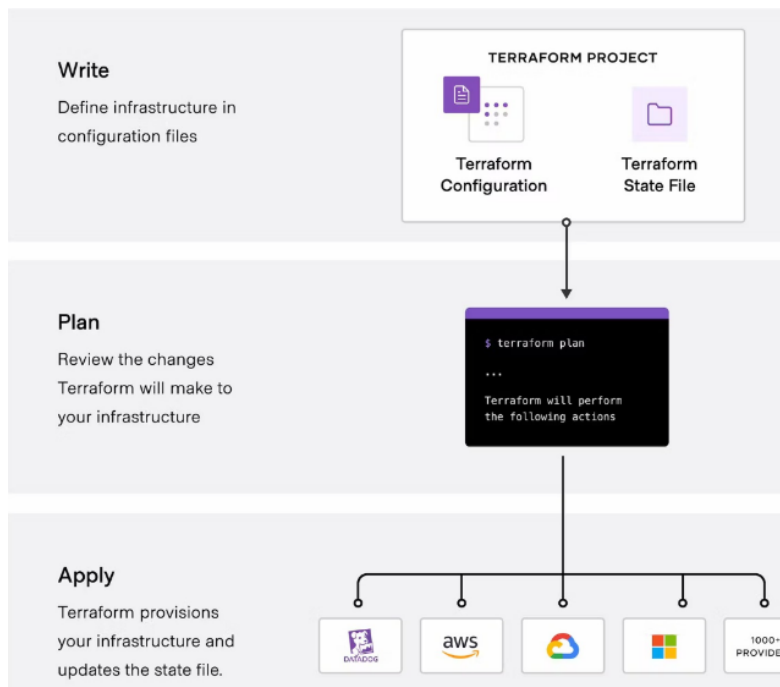 Write
Define infrastructure in
configuration files
TERRAFORM PROJECT
Terraform
Configuration
Terraform
State File
Plan
Review the changes
Terraform will make to
your infrastructure
$ terraform plan
...
Terraform will perform
the following actions
Apply
Terraform provisions
your infrastructure and
updates the state file.
DATADOG
aws
1000+
PROVIDE